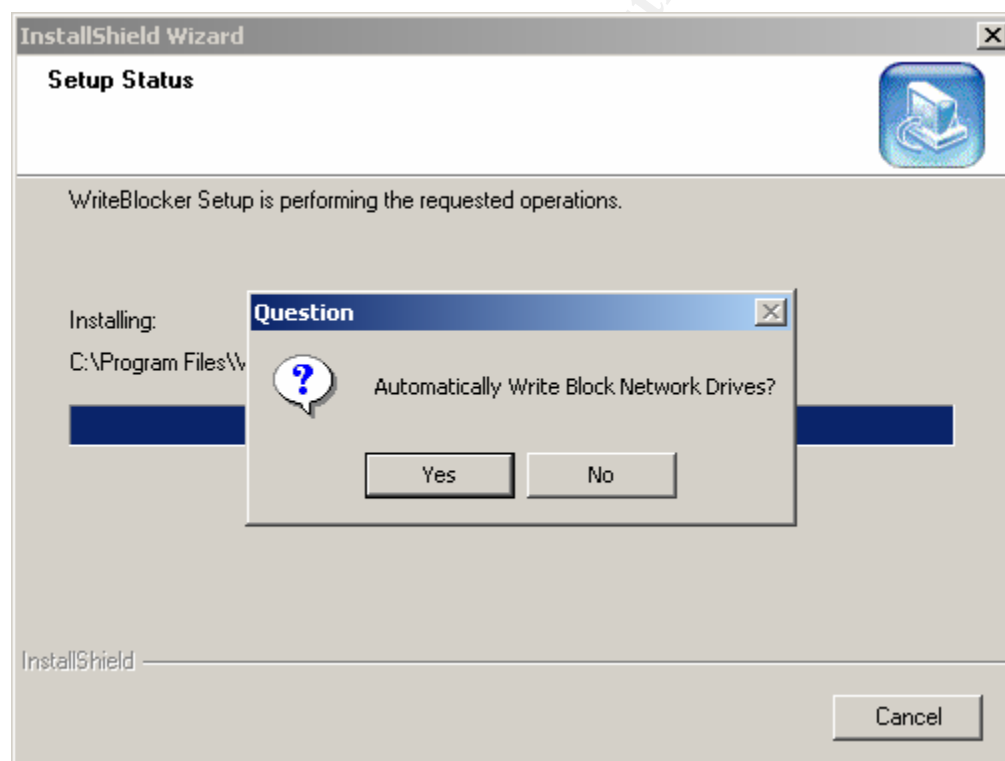 InstallShield Wizard
Setup Status
WriteBlocker Setup is performing the requested operations.
Installing:
C:\Program Files\
Question
?
Automatically Write Block Network Drives?
Yes
No
InstallShield
Cancel